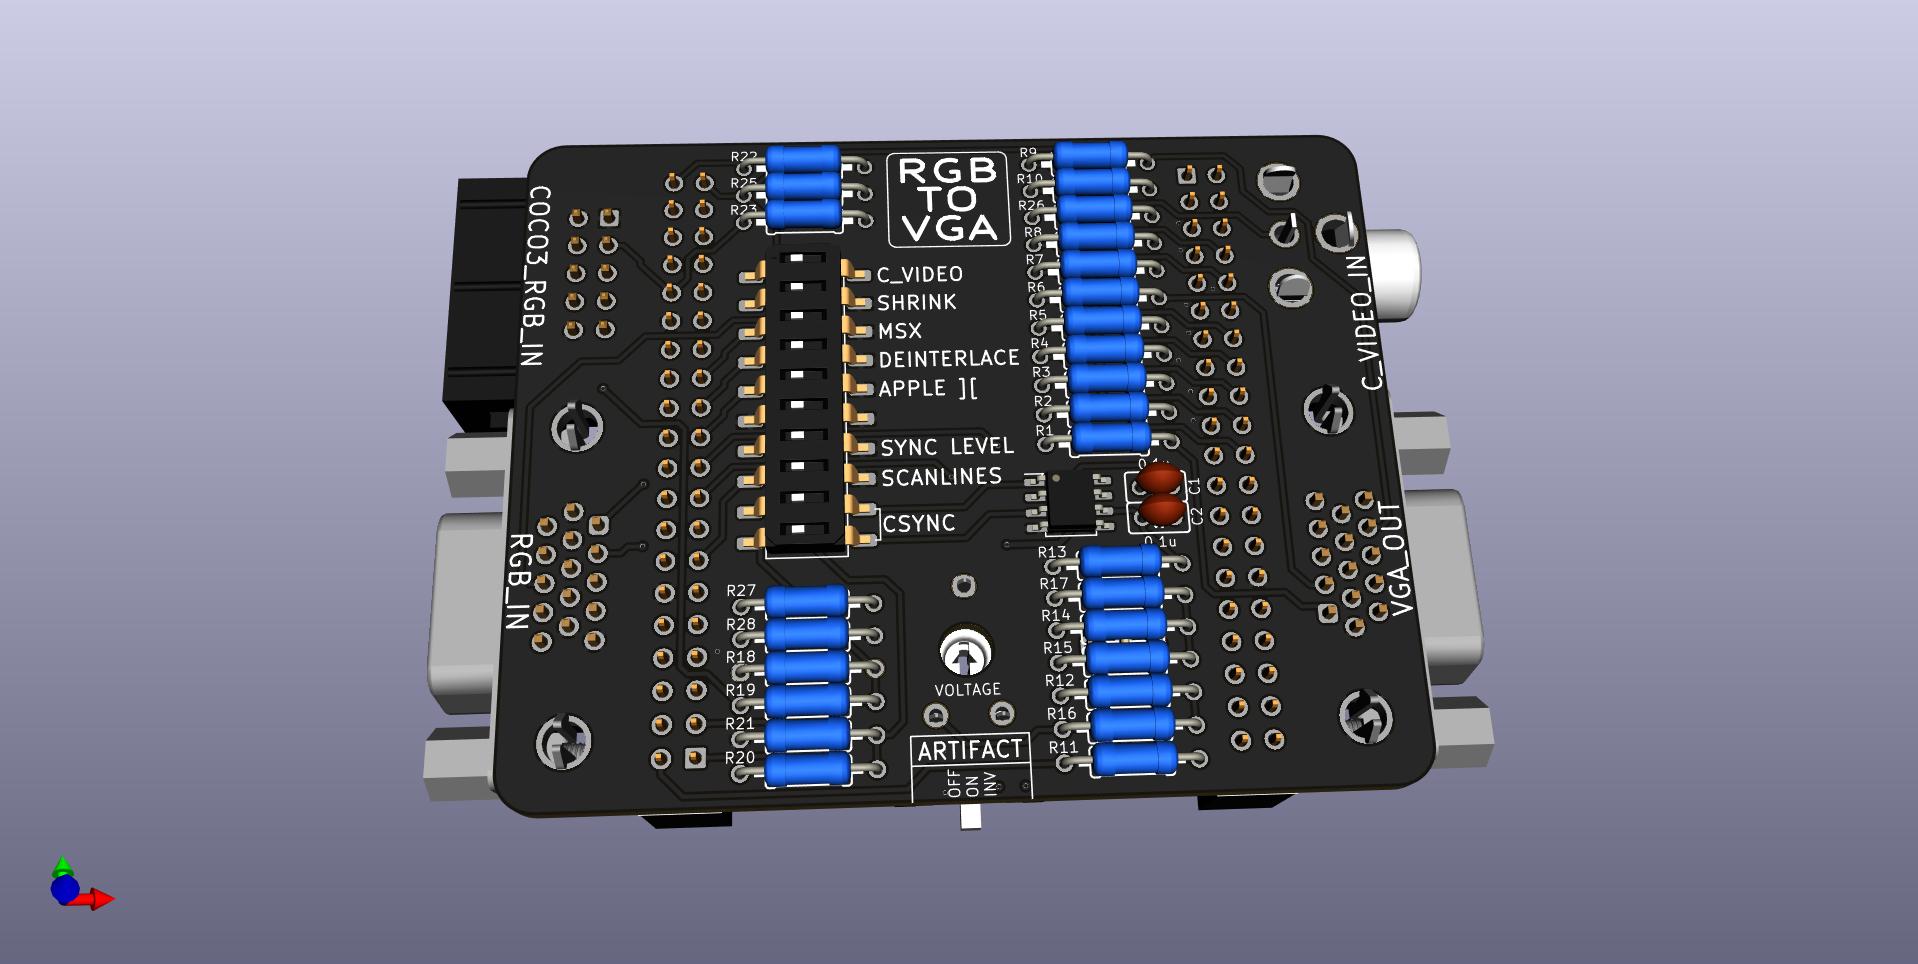 R22
R25
R23
RGB
TO
VGA
R9
R10
R26
R8
R7
R6
R5
R4
R3
R2
R1
COCO3_RGB_IN
C_VIDEO_IN
C_VIDEO
SHRINK
MSX
DEINTERLACE
APPLE ][
SYNC LEVEL
SCANLINES
CSYNC
C1
C2
0.1u
RGB_IN
VGA_OUT
R27
R28
R18
R19
R21
R20
R13
R17
R14
R15
R12
R16
R11
VOLTAGE
ARTIFACT
OFF
ON
INV